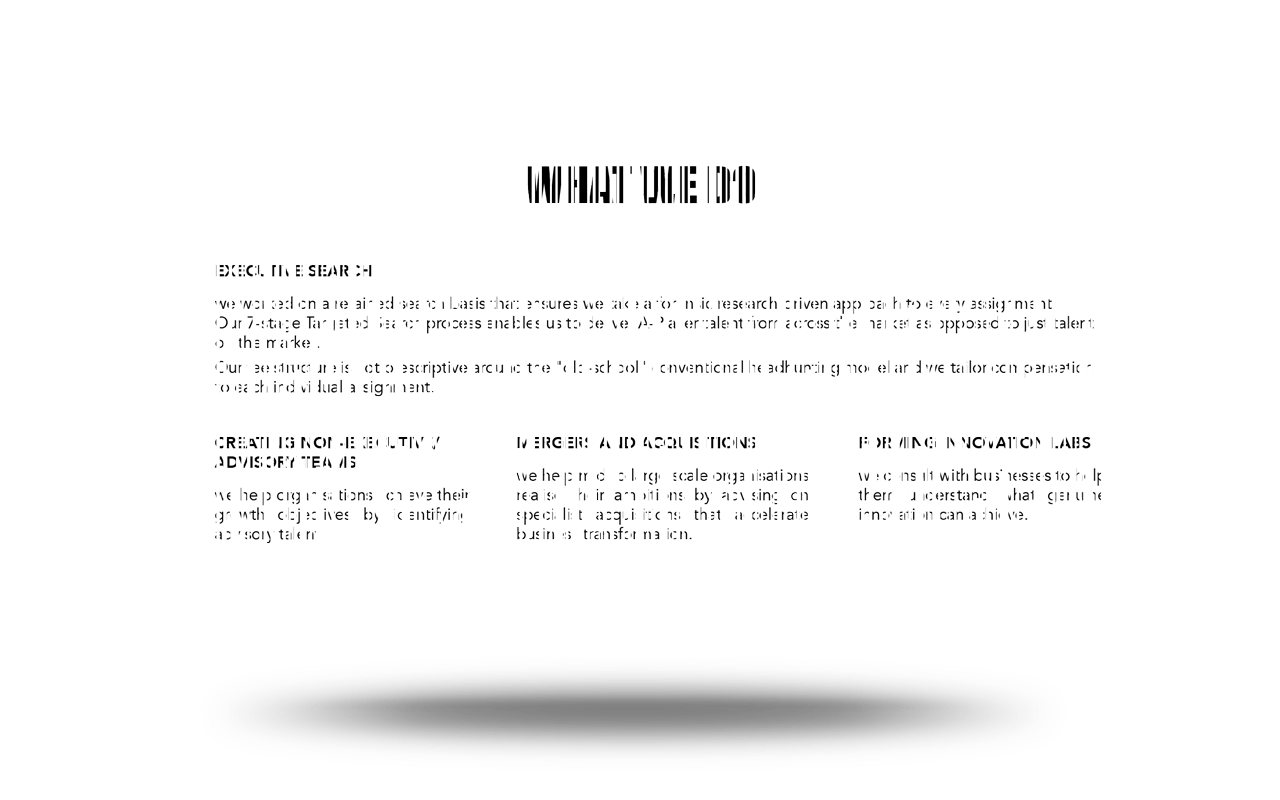 WHAT WE DO
EXECUTIVE SEARCH
we worked on a retained search basis that ensures we take a forensic research driven approach to every assignment
Our 7-stage Targeted Search process enables us to deliver A-Player talent from across the market as opposed to just talent
on the market.
Our fee structure is not prescriptive around the "old-school" conventional headhunting model and we tailor compensation
to each individual assignment.
CREATING NON-EXECUTIVE/
ADVISORY TEAMS
we help organisations achieve their
growth objectives by identifying
advisory talent
MERGERS AND ACQUISITIONS
we help mid to large scale organisations
realise their ambitions by advising on
specialist acquisitions that accelerate
business transformation.
FORMING INNOVATION LABS
we consult with businesses to help
them understand what genuine
innovation can achieve.